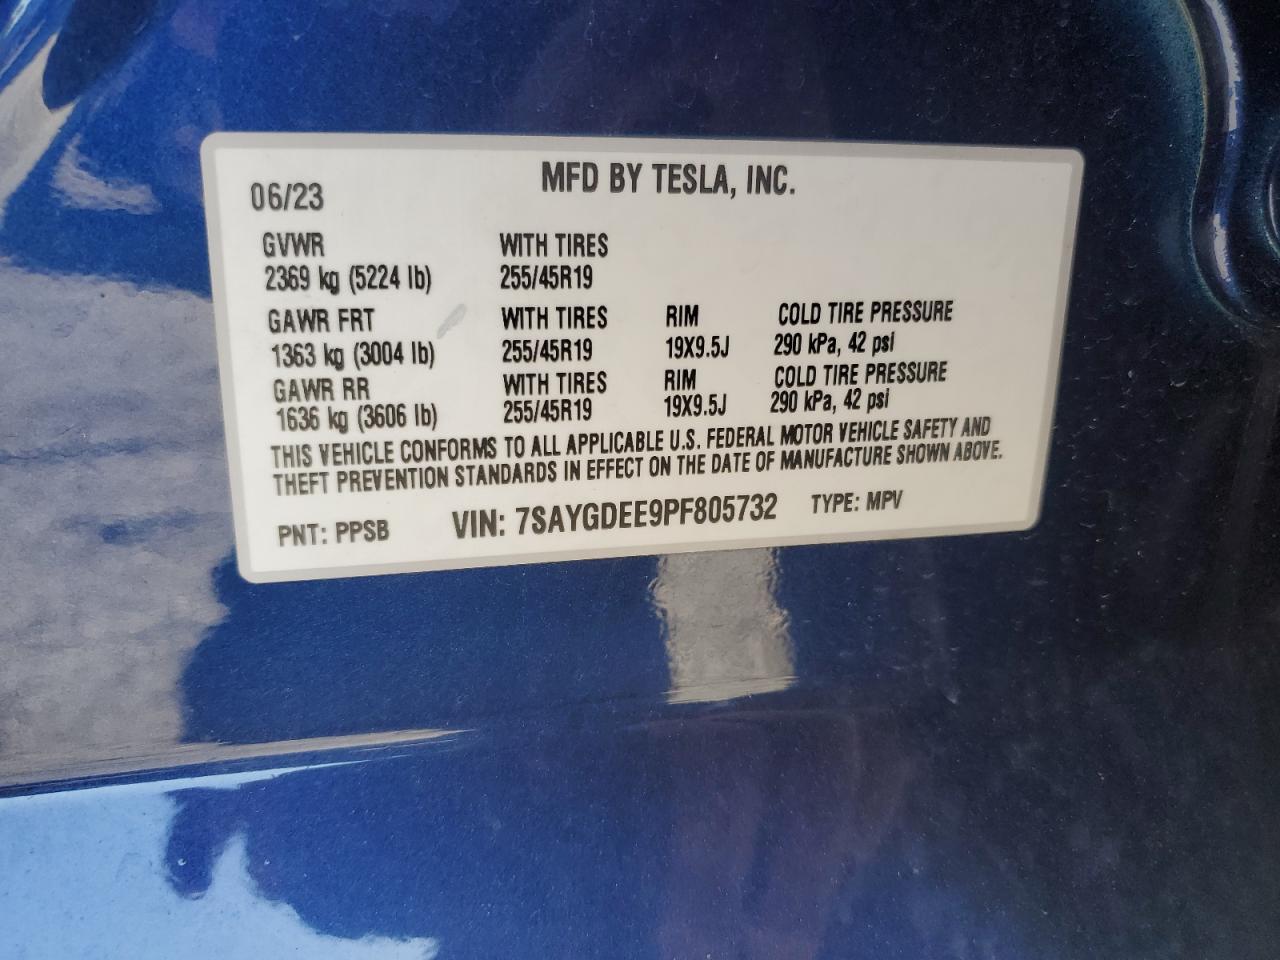 MFD BY TESLA, INC.
06/23
GVWR WITH TIRES
2369 kg (5224 lb) 255/45R19
GAWR FRT WITH TIRES RIM COLD TIRE PRESSURE
1363 kg (3004 lb) 255/45R19 19X9.5J 290 kPa, 42 psi
GAWR RR WITH TIRES RIM COLD TIRE PRESSURE
1636 kg (3606 lb) 255/45R19 19X9.5J 290 kPa, 42 psi
THIS VEHICLE CONFORMS TO ALL APPLICABLE U.S. FEDERAL MOTOR VEHICLE SAFETY AND
THEFT PREVENTION STANDARDS IN EFFECT ON THE DATE OF MANUFACTURE SHOWN ABOVE.
PNT: PPSB VIN: 7SAYGDEE9PF805732 TYPE: MPV